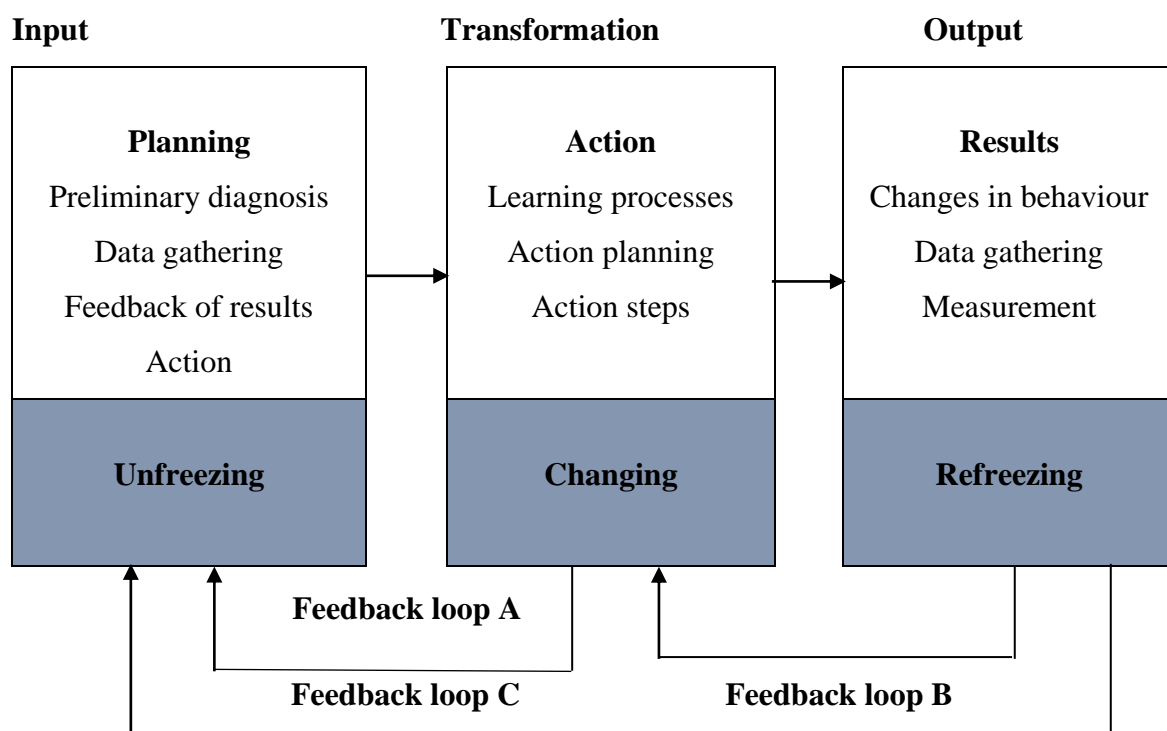 Input
Transformation
Output
Planning
Preliminary diagnosis
Data gathering
Feedback of results
Action
Unfreezing
Action
Learning processes
Action planning
Action steps
Changing
Results
Changes in behaviour
Data gathering
Measurement
Refreezing
Feedback loop A
Feedback loop C
Feedback loop B